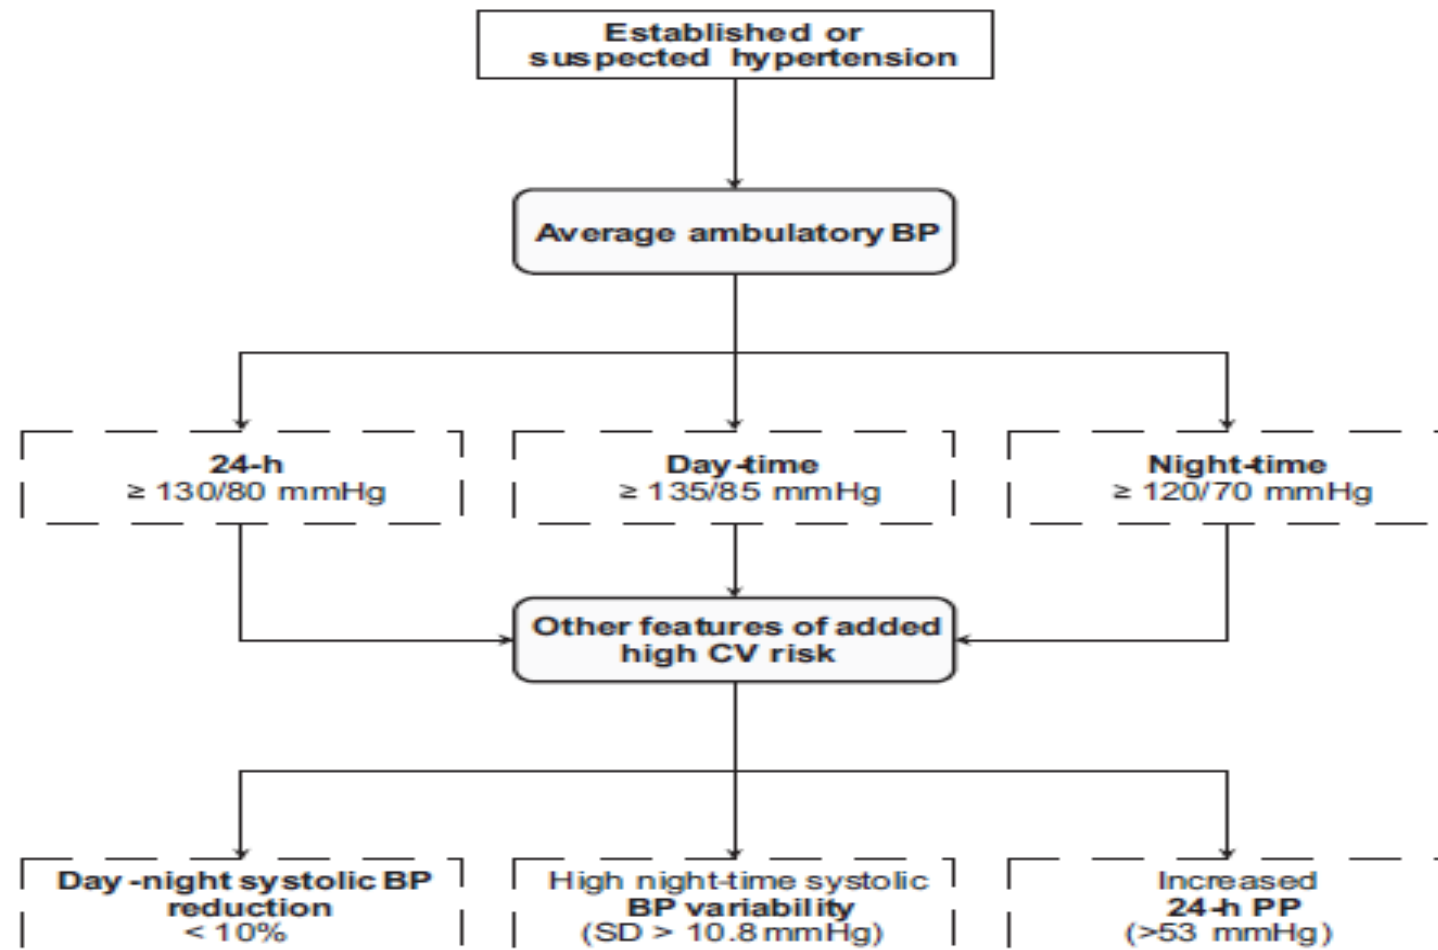 Established or
suspected hypertension
Average ambulatory BP
24-h
≥ 130/80 mmHg
Day-time
≥ 135/85 mmHg
Night-time
≥ 120/70 mmHg
Other features of added
high CV risk
Day-night systolic BP
reduction
< 10%
High night-time systolic
BP variability
(SD > 10.8 mmHg)
Increased
24-h PP
(>53 mmHg)